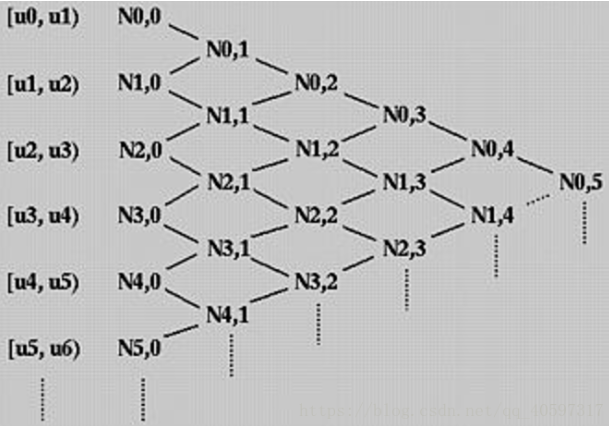 [u0, u1) N0,0
N0,1
[u1, u2) N1,0 N0,2
N1,1 N0,3
[u2, u3) N2,0 N1,2 N0,4
N2,1 N1,3 N0,5
[u3, u4) N3,0 N2,2 N1,4
N3,1 N2,3
[u4, u5) N4,0 N3,2
N4,1
[u5, u6) N5,0
https://blog.csdn.net/qq_40597317